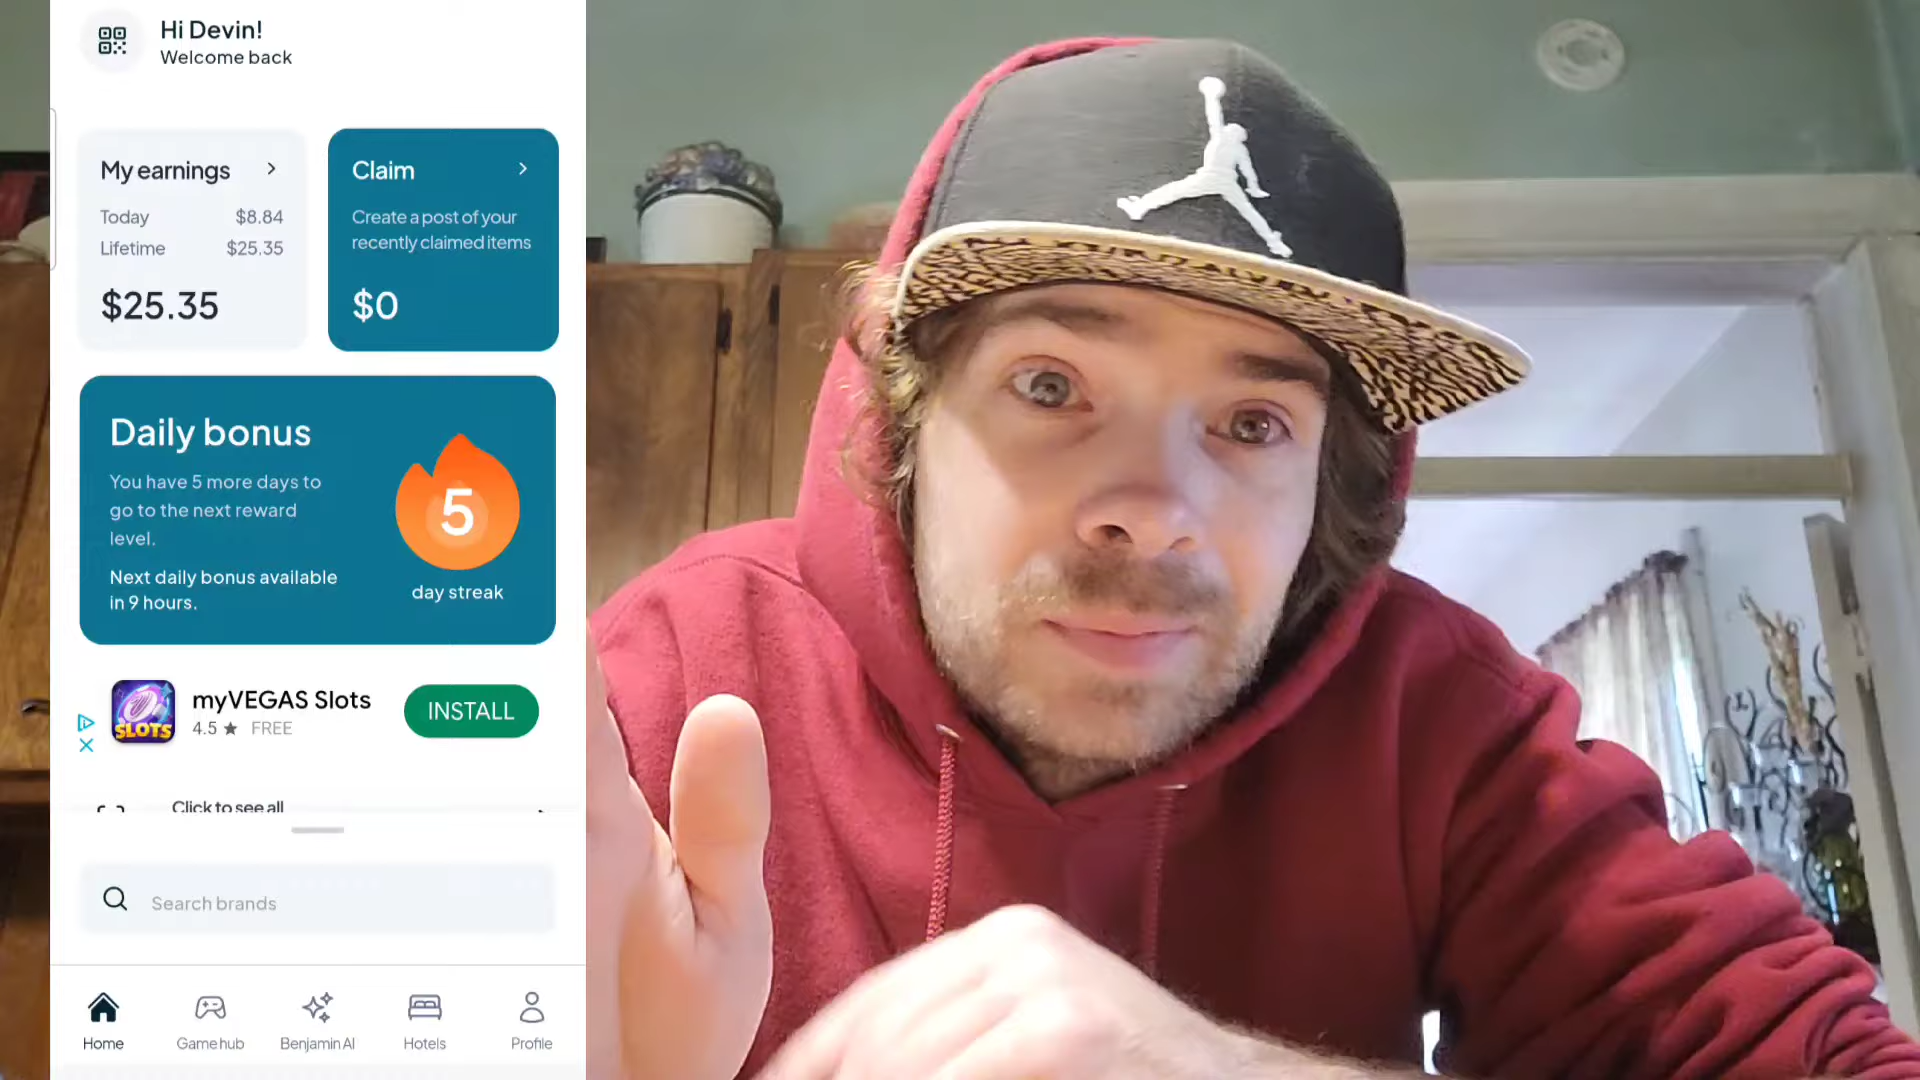 Hi Devin!
Welcome back
My earnings
Today $8.84
Lifetime $25.35
$25.35
Claim
Create a post of your
recently claimed items
$0
Daily bonus
You have 5 more days to
go to the next reward
level.
Next daily bonus available
in 9 hours.
5
day streak
SLOTS
myVEGAS Slots
4.5 ★ FREE
INSTALL
Click to see all
Search brands
Home
Game hub
Benjamin AI
Hotels
Profile